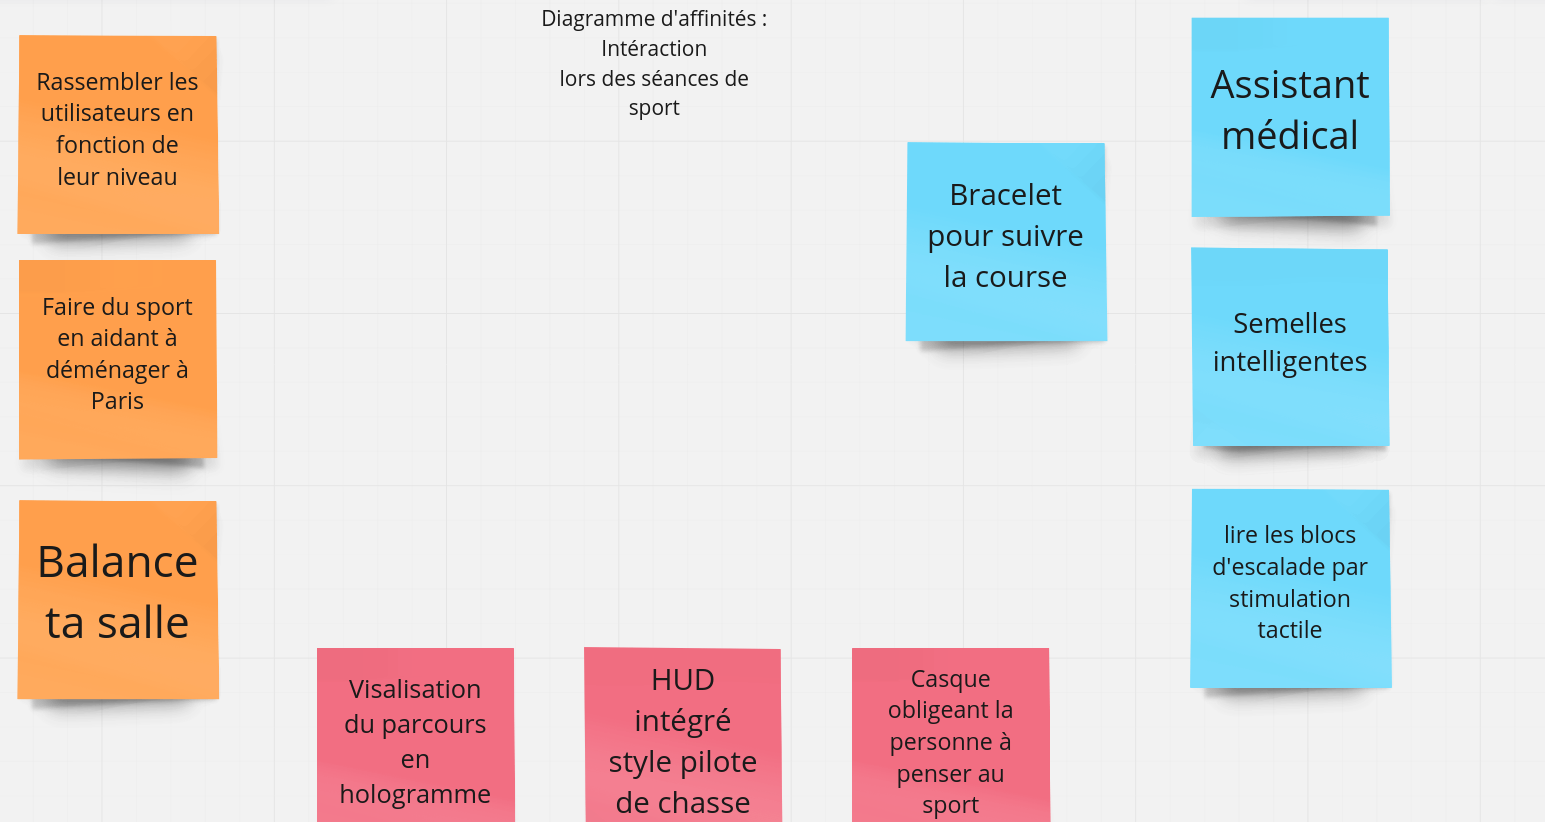 Diagramme d'affinités :
Intéraction
lors des séances de
sport
Rassembler les
utilisateurs en
fonction de
leur niveau
Faire du sport
en aidant à
déménager à
Paris
Balance
ta salle
Visalisation
du parcours
en
hologramme
HUD
intégré
style pilote
de chasse
Casque
obligeant la
personne à
penser au
sport
Bracelet
pour suivre
la course
Assistant
médical
Semelles
intelligentes
lire les blocs
d'escalade par
stimulation
tactile